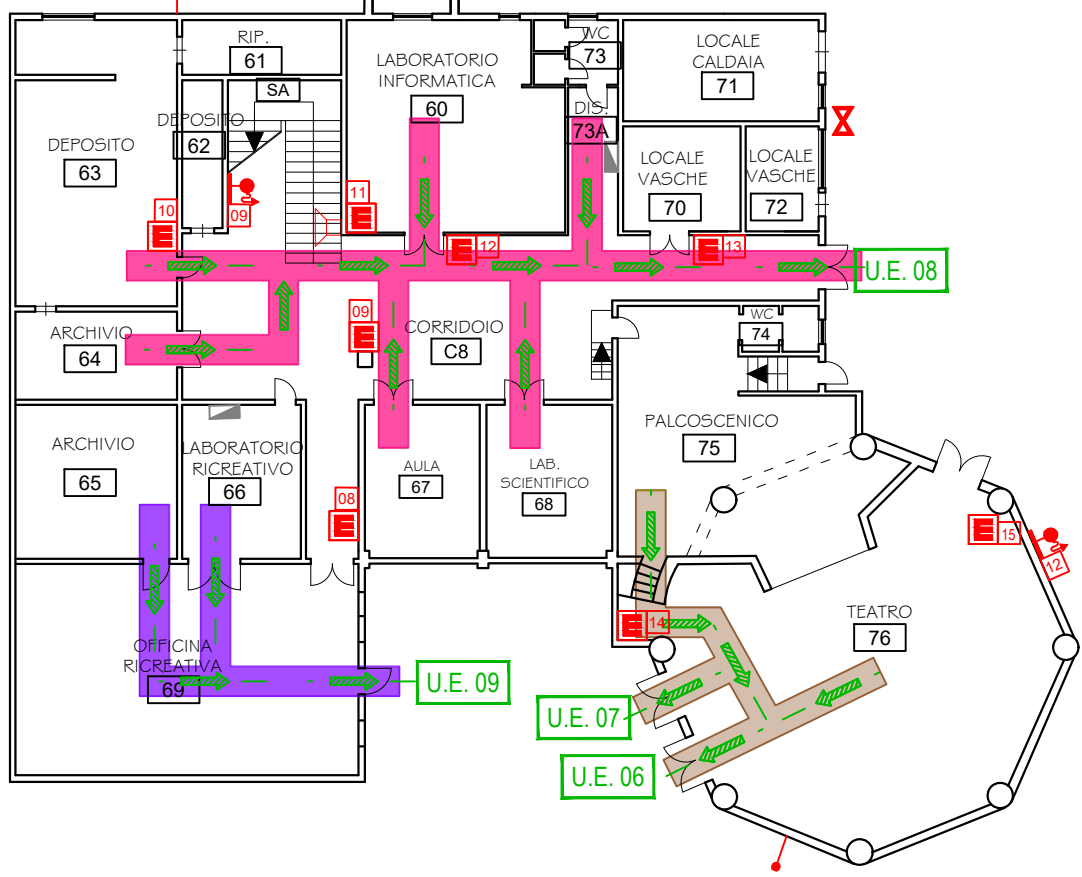 RIP.
61
SA
LABORATORIO
INFORMATICA
60
WC
73
LOCALE
CALDAIA
71
DEPOSITO
62
DIS.
73A
DEPOSITO
63
LOCALE
VASCHE
70
LOCALE
VASCHE
72
10
09
11
12
13
U.E. 08
ARCHIVIO
64
09
CORRIDOIO
C8
WC
74
ARCHIVIO
65
LABORATORIO
RICREATIVO
66
AULA
67
LAB.
SCIENTIFICO
68
PALCOSCENICO
75
08
15
12
14
TEATRO
76
OFFICINA
RICREATIVA
69
U.E. 09
U.E. 07
U.E. 06